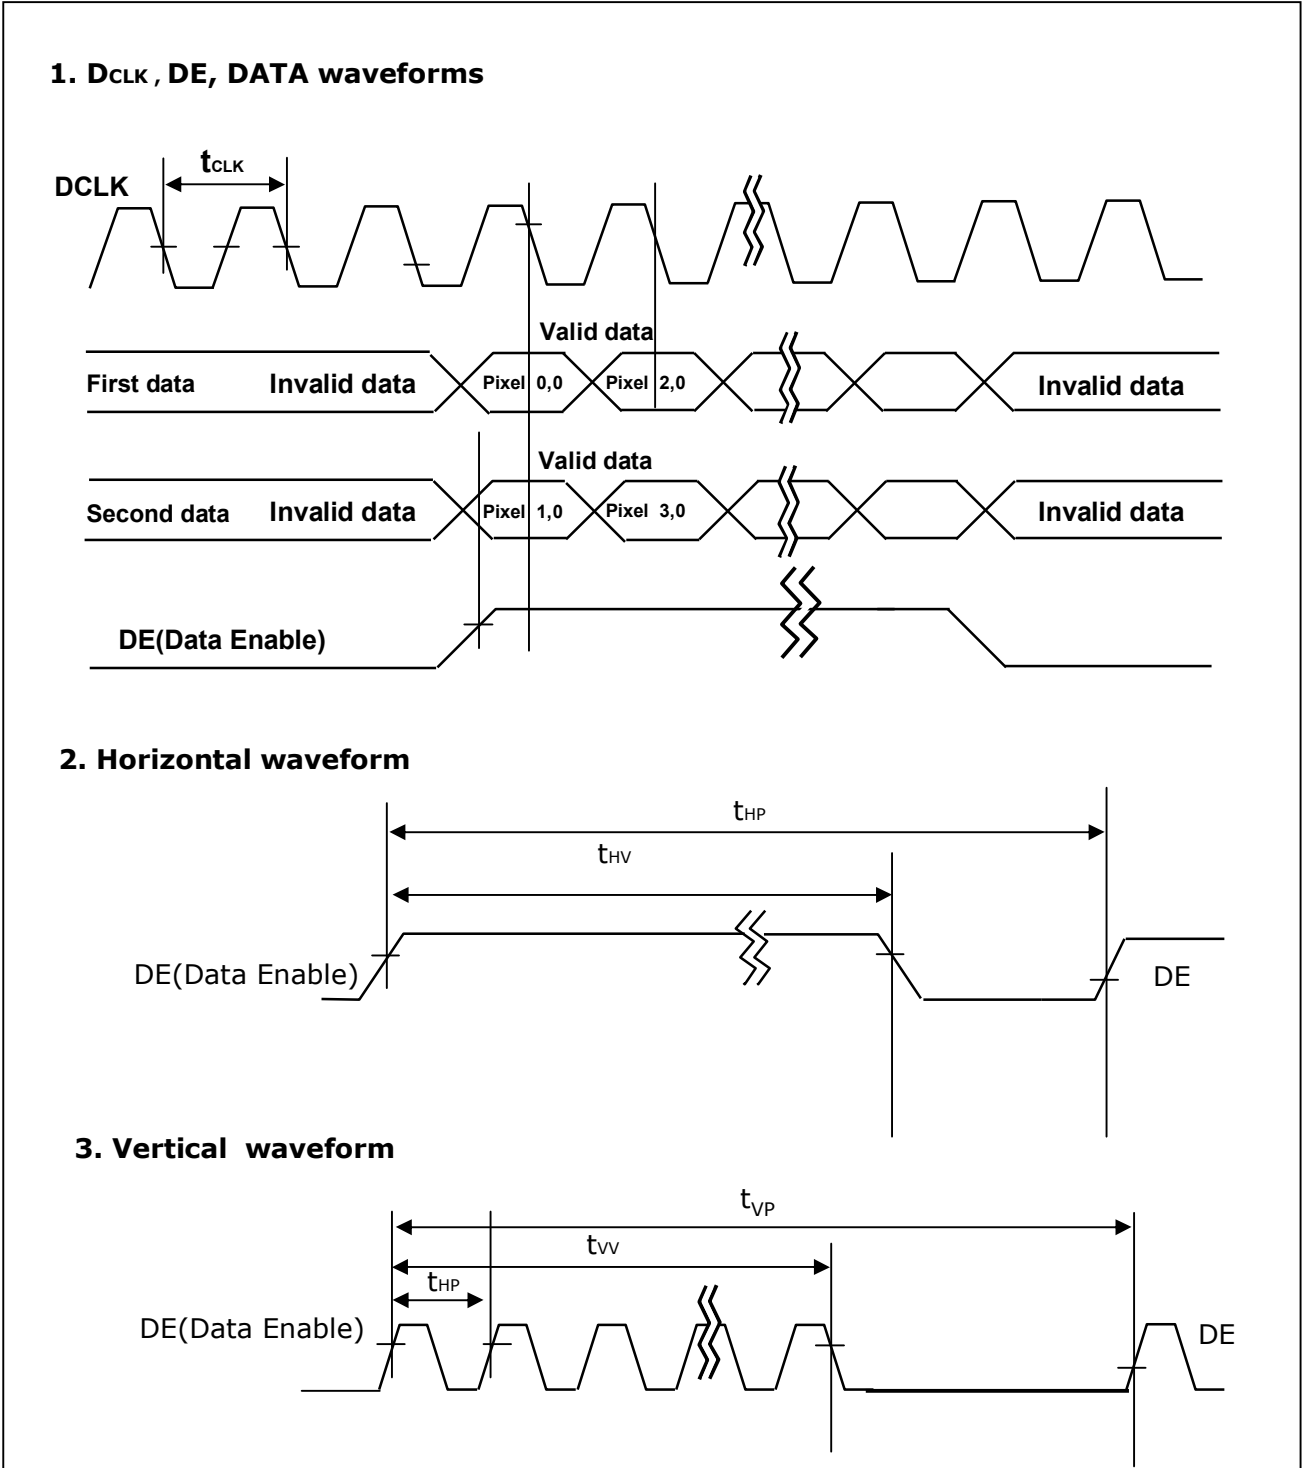 1. DCLK , DE, DATA waveforms
tCLK
DCLK
Valid data
First data Invalid data Pixel 0,0 Pixel 2,0 Invalid data
Valid data
Second data Invalid data Pixel 1,0 Pixel 3,0 Invalid data
DE(Data Enable)
2. Horizontal waveform
tHP
tHV
DE(Data Enable) DE
3. Vertical waveform
tVP
tVV
tHP
DE(Data Enable) DE